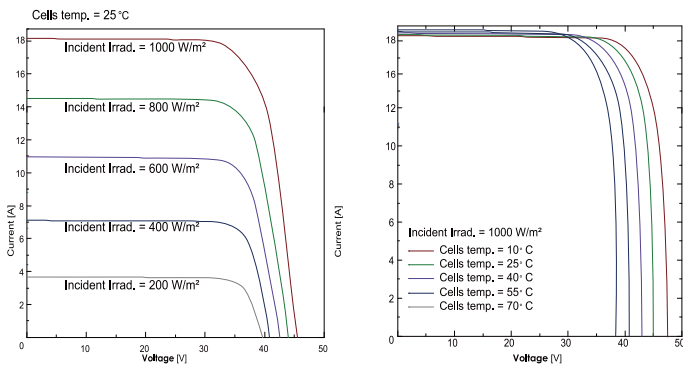 Cells temp. = 25 °C
18
16
14
12
10
8
6
4
2
0
10
20
30
40
50
Current [A]
Voltage [V]
Incident Irrad. = 1000 W/m²
Incident Irrad. = 800 W/m²
Incident Irrad. = 600 W/m²
Incident Irrad. = 400 W/m²
Incident Irrad. = 200 W/m²
18
16
12
10
8
6
4
2
0
10
20
30
40
50
Current [A]
Voltage [V]
Incident Irrad. = 1000 W/m²
Cells temp. = 10° C
Cells temp. = 25° C
Cells temp. = 40° C
Cells temp. = 55° C
Cells temp. = 70° C